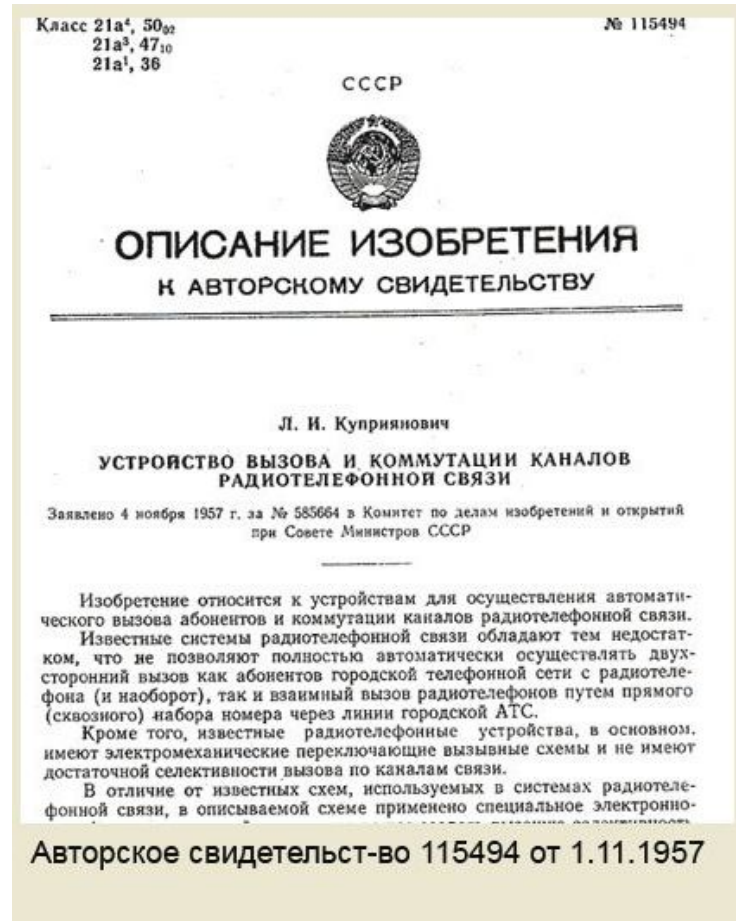 Класс 21a⁴, 50₀₂
№ 115494
21a³, 47₁₀
21a¹, 36
СССР
ОПИСАНИЕ ИЗОБРЕТЕНИЯ
К АВТОРСКОМУ СВИДЕТЕЛЬСТВУ
Л. И. Куприянович
УСТРОЙСТВО ВЫЗОВА И КОММУТАЦИИ КАНАЛОВ
РАДИОТЕЛЕФОННОЙ СВЯЗИ
Заявлено 4 ноября 1957 г. за № 585664 в Комитет по делам изобретений и открытий
при Совете Министров СССР
Изобретение относится к устройствам для осуществления автомати-
ческого вызова абонентов и коммутации каналов радиотелефонной связи.
Известные системы радиотелефонной связи обладают тем недостат-
ком, что не позволяют полностью автоматически осуществлять двух-
сторонний вызов как абонентов городской телефонной сети с радиотеле-
фона (и наоборот), так и взаимный вызов радиотелефонов путем прямого
(сквозного) набора номера через линии городской АТС.
Кроме того, известные радиотелефонные устройства, в основном,
имеют электромеханические переключающие вызывные схемы и не имеют
достаточной селективности вызова по каналам связи.
В отличие от известных схем, используемых в системах радиотеле-
фонной связи, в описываемой схеме применено специальное электронно-
Авторское свидетельст-во 115494 от 1.11.1957